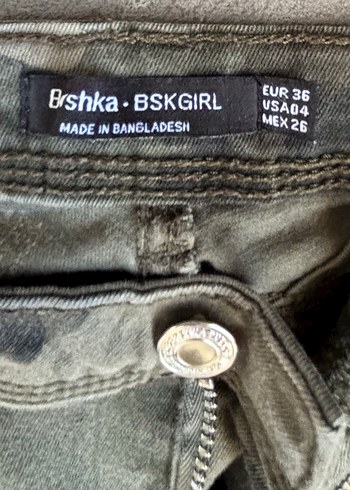 Bershka · BSKGIRL
MADE IN BANGLADESH
EUR 36
USA 04
MEX 26